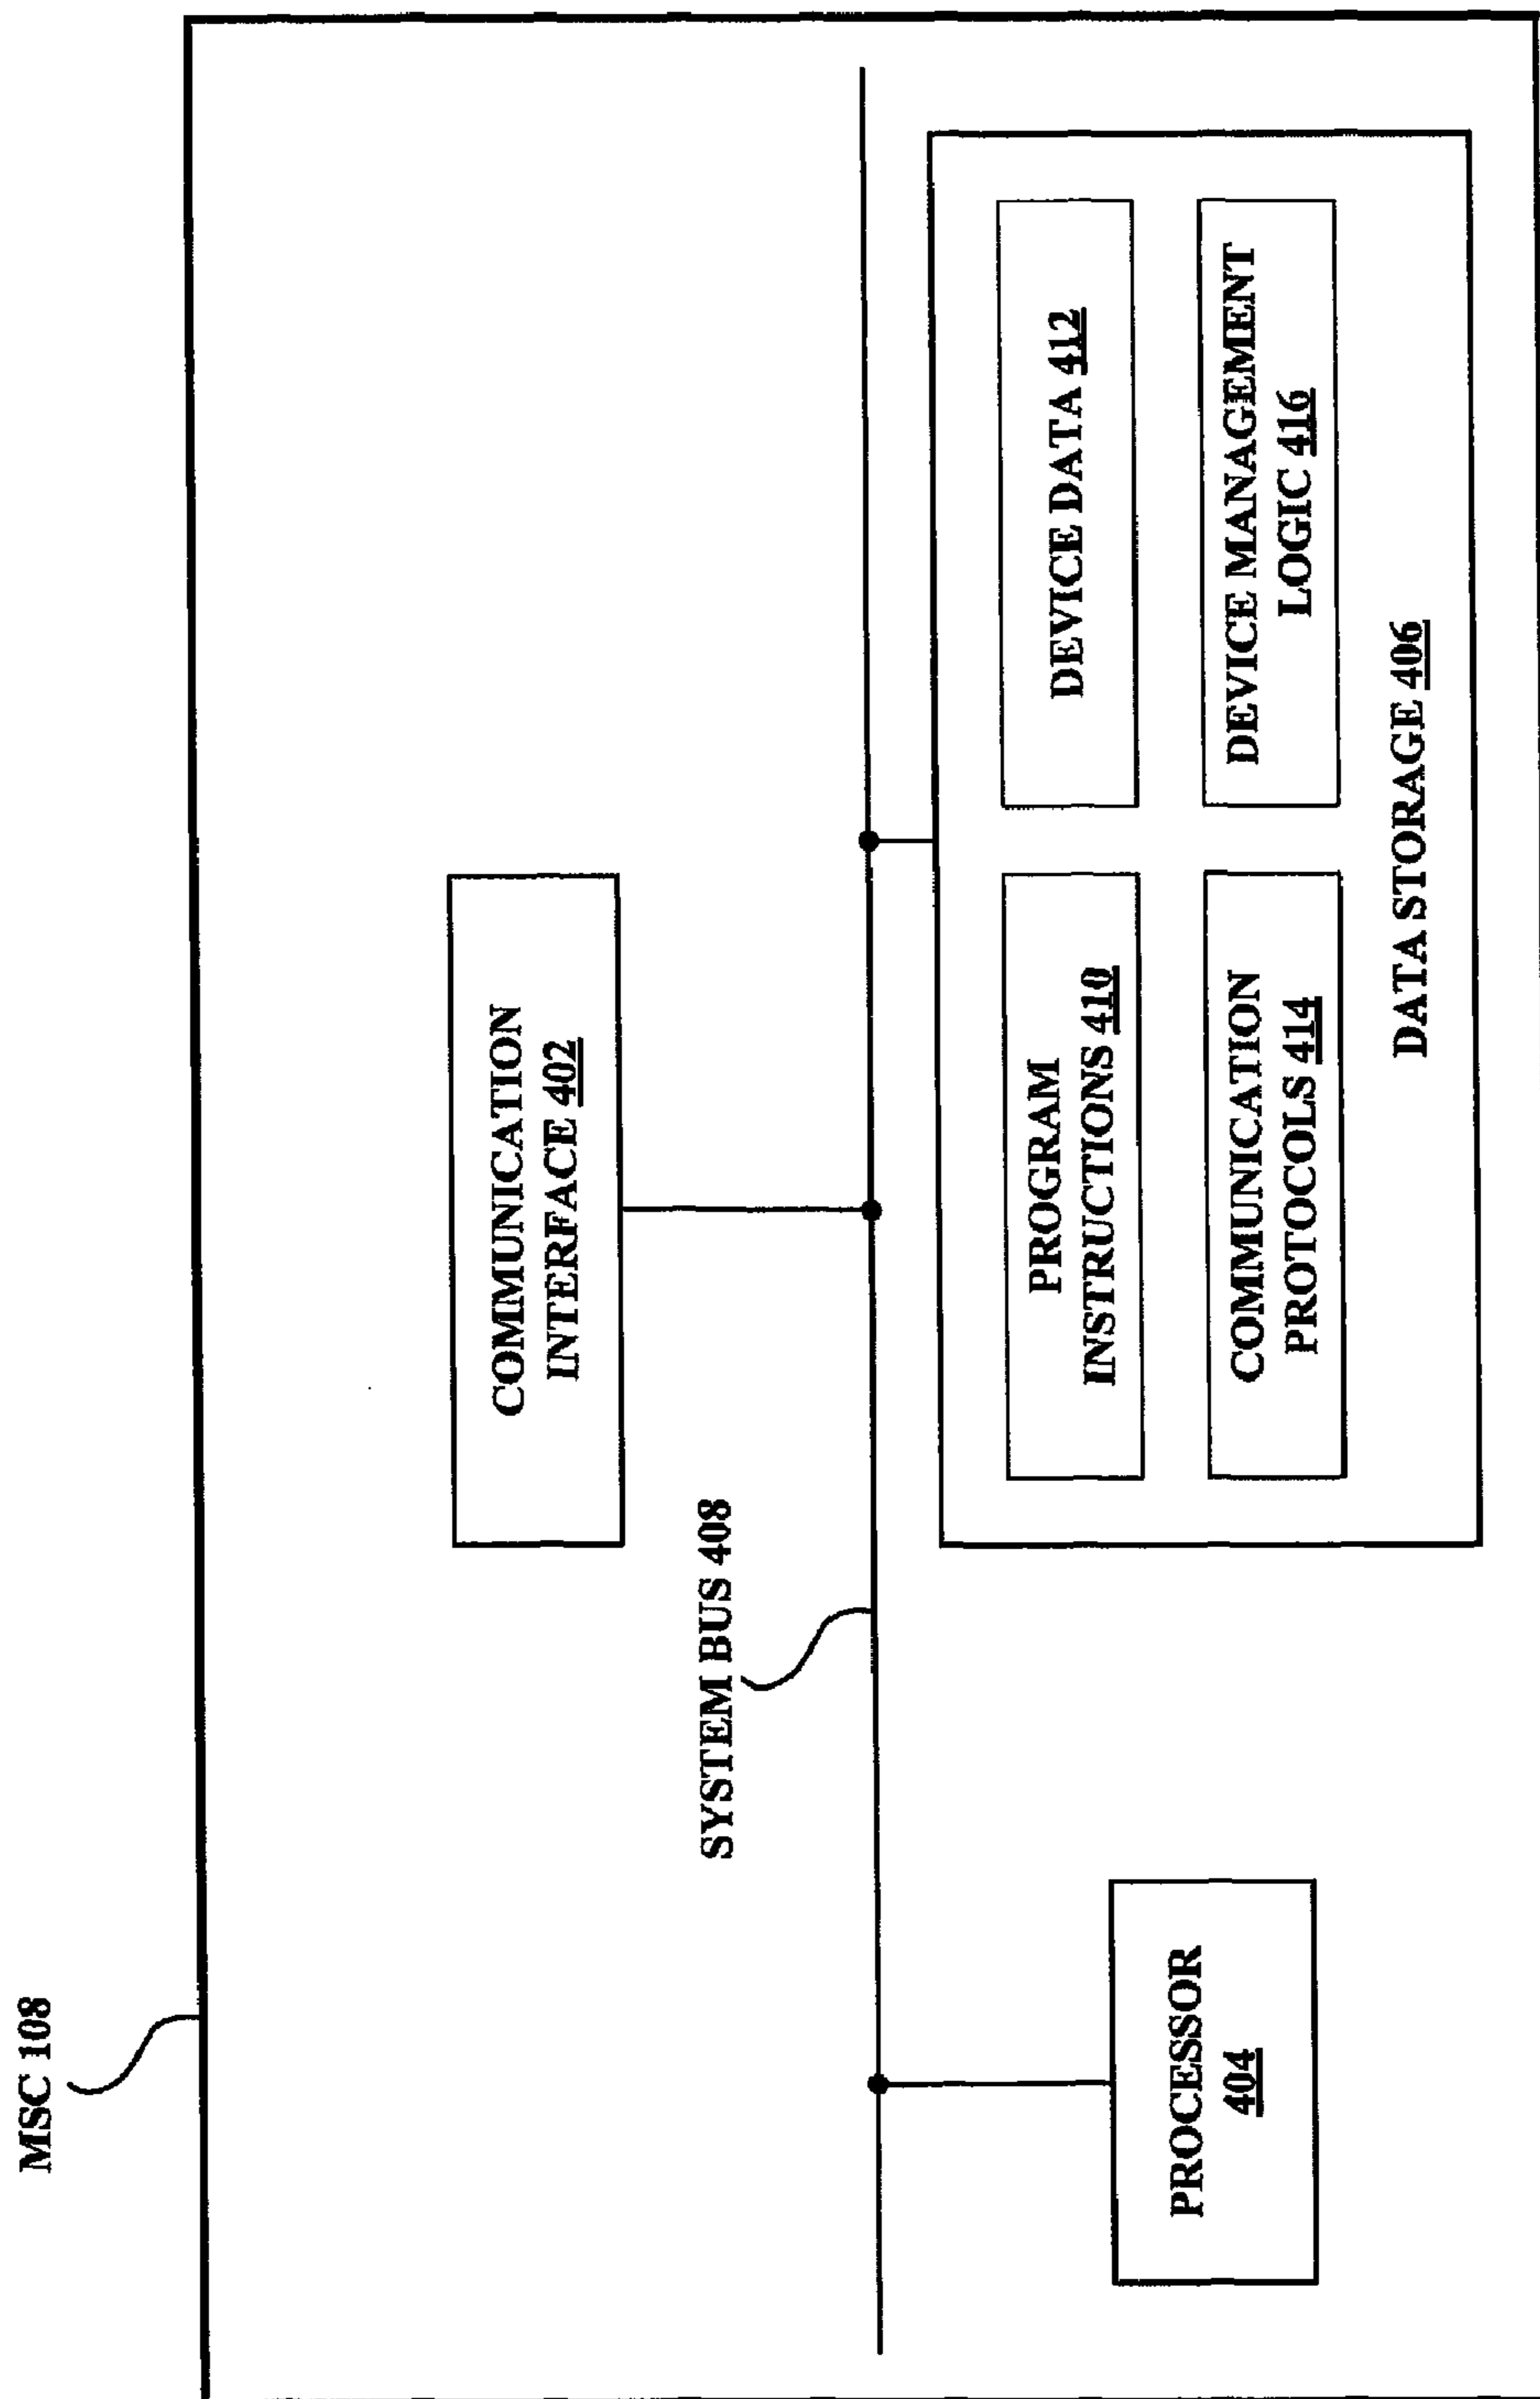 MSC 108
COMMUNICATION
INTERFACE 402
SYSTEM BUS 408
PROCESSOR
404
PROGRAM
INSTRUCTIONS 410
DEVICE DATA 412
COMMUNICATION
PROTOCOLS 414
DEVICE MANAGEMENT
LOGIC 416
DATA STORAGE 406